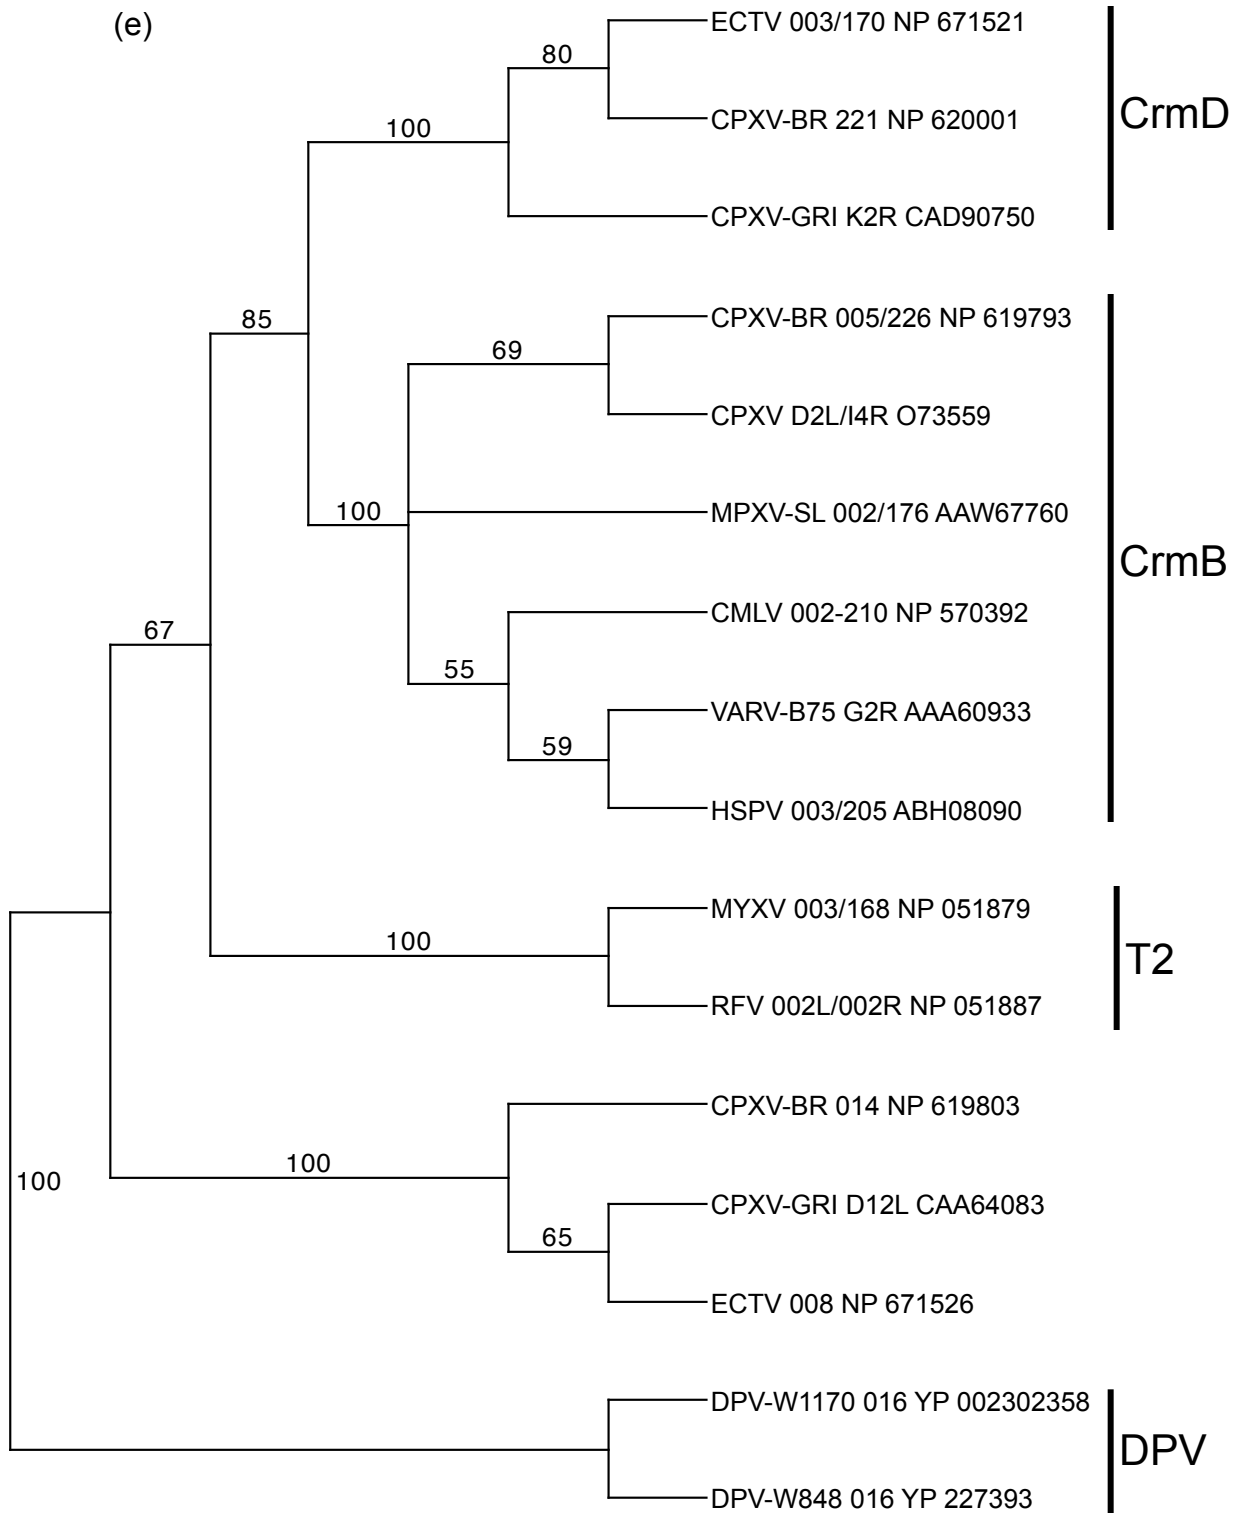 (e)
ECTV 003/170 NP 671521
80
CPXV-BR 221 NP 620001
CrmD
100
CPXV-GRI K2R CAD90750
CPXV-BR 005/226 NP 619793
85
69
CPXV D2L/I4R O73559
MPXV-SL 002/176 AAW67760
100
CrmB
CMLV 002-210 NP 570392
67
55
VARV-B75 G2R AAA60933
59
HSPV 003/205 ABH08090
MYXV 003/168 NP 051879
100
T2
RFV 002L/002R NP 051887
CPXV-BR 014 NP 619803
100
100
CPXV-GRI D12L CAA64083
65
ECTV 008 NP 671526
DPV-W1170 016 YP 002302358
DPV
DPV-W848 016 YP 227393